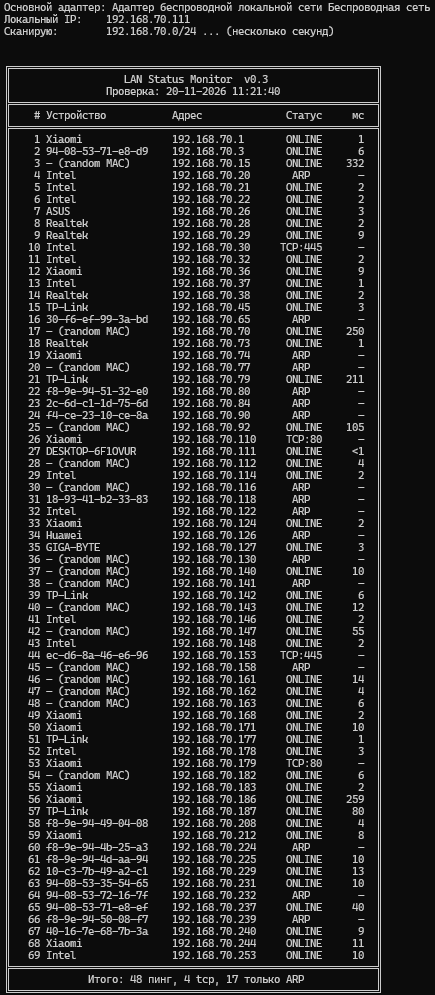 Основной адаптер: Адаптер беспроводной локальной сети Беспроводная сеть
Локальный IP:    192.168.70.111
Сканирую:        192.168.70.0/24 ... (несколько секунд)
LAN Status Monitor  v0.3
Проверка: 20-11-2026 11:21:40
# Устройство Адрес Статус мс
1 Xiaomi 192.168.70.1 ONLINE 1
2 94-08-53-71-e8-d9 192.168.70.3 ONLINE 6
3 — (random MAC) 192.168.70.15 ONLINE 332
4 Intel 192.168.70.20 ARP —
5 Intel 192.168.70.21 ONLINE 2
6 Intel 192.168.70.22 ONLINE 2
7 ASUS 192.168.70.26 ONLINE 3
8 Realtek 192.168.70.28 ONLINE 2
9 Realtek 192.168.70.29 ONLINE 9
10 Intel 192.168.70.30 TCP:445 —
11 Intel 192.168.70.32 ONLINE 2
12 Xiaomi 192.168.70.36 ONLINE 9
13 Intel 192.168.70.37 ONLINE 1
14 Realtek 192.168.70.38 ONLINE 2
15 TP-Link 192.168.70.45 ONLINE 3
16 30-f6-ef-99-3a-bd 192.168.70.65 ARP —
17 — (random MAC) 192.168.70.70 ONLINE 250
18 Realtek 192.168.70.73 ONLINE 1
19 Xiaomi 192.168.70.74 ARP —
20 — (random MAC) 192.168.70.77 ARP —
21 TP-Link 192.168.70.79 ONLINE 211
22 f8-9e-94-51-32-e0 192.168.70.80 ARP —
23 2c-6d-c1-1d-75-6d 192.168.70.84 ARP —
24 f4-ce-23-10-ce-8a 192.168.70.90 ARP —
25 — (random MAC) 192.168.70.92 ONLINE 105
26 Xiaomi 192.168.70.110 TCP:80 —
27 DESKTOP-6F1OVUR 192.168.70.111 ONLINE <1
28 — (random MAC) 192.168.70.112 ONLINE 4
29 Intel 192.168.70.114 ONLINE 2
30 — (random MAC) 192.168.70.116 ARP —
31 18-93-41-b2-33-83 192.168.70.118 ARP —
32 Intel 192.168.70.122 ARP —
33 Xiaomi 192.168.70.124 ONLINE 2
34 Huawei 192.168.70.126 ARP —
35 GIGA-BYTE 192.168.70.127 ONLINE 3
36 — (random MAC) 192.168.70.130 ARP —
37 — (random MAC) 192.168.70.140 ONLINE 10
38 — (random MAC) 192.168.70.141 ARP —
39 TP-Link 192.168.70.142 ONLINE 6
40 — (random MAC) 192.168.70.143 ONLINE 12
41 Intel 192.168.70.146 ONLINE 2
42 — (random MAC) 192.168.70.147 ONLINE 55
43 Intel 192.168.70.148 ONLINE 2
44 ec-d6-8a-46-e6-96 192.168.70.153 TCP:445 —
45 — (random MAC) 192.168.70.158 ARP —
46 — (random MAC) 192.168.70.161 ONLINE 14
47 — (random MAC) 192.168.70.162 ONLINE 4
48 — (random MAC) 192.168.70.163 ONLINE 6
49 Xiaomi 192.168.70.168 ONLINE 2
50 Xiaomi 192.168.70.171 ONLINE 10
51 TP-Link 192.168.70.177 ONLINE 1
52 Intel 192.168.70.178 ONLINE 3
53 Xiaomi 192.168.70.179 TCP:80 —
54 — (random MAC) 192.168.70.182 ONLINE 6
55 Xiaomi 192.168.70.183 ONLINE 2
56 Xiaomi 192.168.70.186 ONLINE 259
57 TP-Link 192.168.70.187 ONLINE 80
58 f8-9e-94-49-04-08 192.168.70.208 ONLINE 4
59 Xiaomi 192.168.70.212 ONLINE 8
60 f8-9e-94-4b-25-a3 192.168.70.224 ARP —
61 f8-9e-94-4d-aa-94 192.168.70.225 ONLINE 10
62 10-c3-7b-49-a2-c1 192.168.70.229 ONLINE 13
63 94-08-53-35-54-65 192.168.70.231 ONLINE 10
64 94-08-53-72-16-7f 192.168.70.232 ARP —
65 94-08-53-71-e8-ef 192.168.70.237 ONLINE 40
66 f8-9e-94-50-08-f7 192.168.70.239 ARP —
67 40-16-7e-68-7b-3a 192.168.70.240 ONLINE 9
68 Xiaomi 192.168.70.244 ONLINE 11
69 Intel 192.168.70.253 ONLINE 10
Итого: 48 пинг, 4 tcp, 17 только ARP